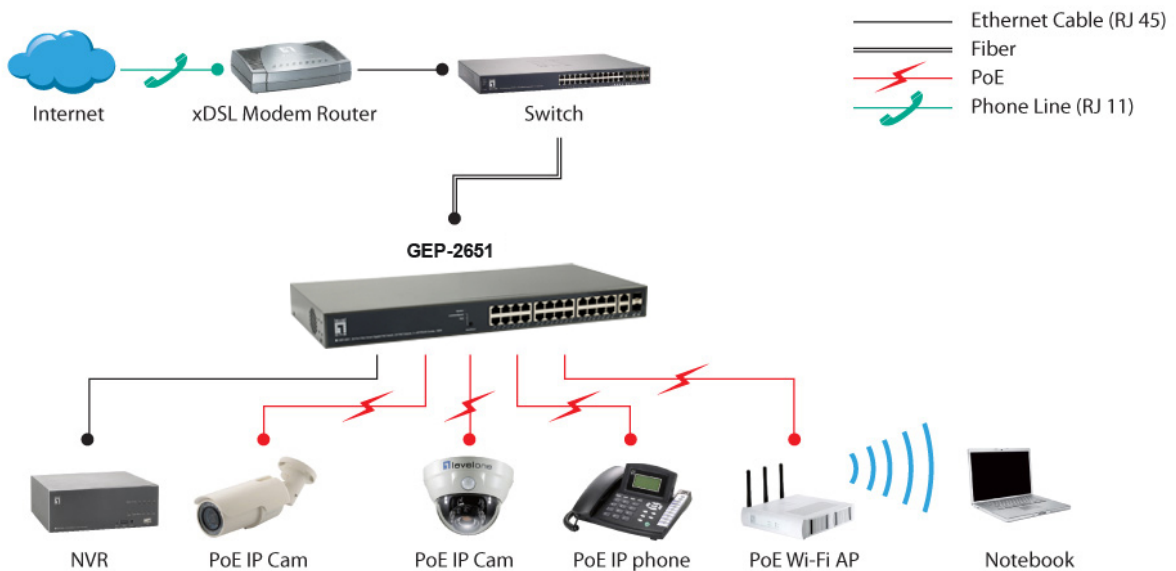 Ethernet Cable (RJ 45)
Fiber
PoE
Phone Line (RJ 11)
Internet
xDSL Modem Router
Switch
GEP-2651
levelone
NVR
PoE IP Cam
PoE IP Cam
PoE IP phone
PoE Wi-Fi AP
Notebook